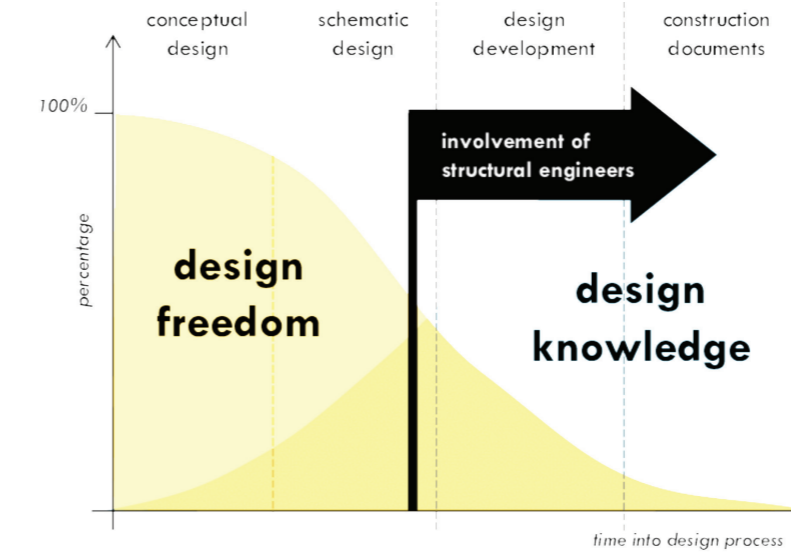 conceptual
design
schematic
design
design
development
construction
documents
100%
involvement of
structural engineers
percentage
design
freedom
design
knowledge
time into design process